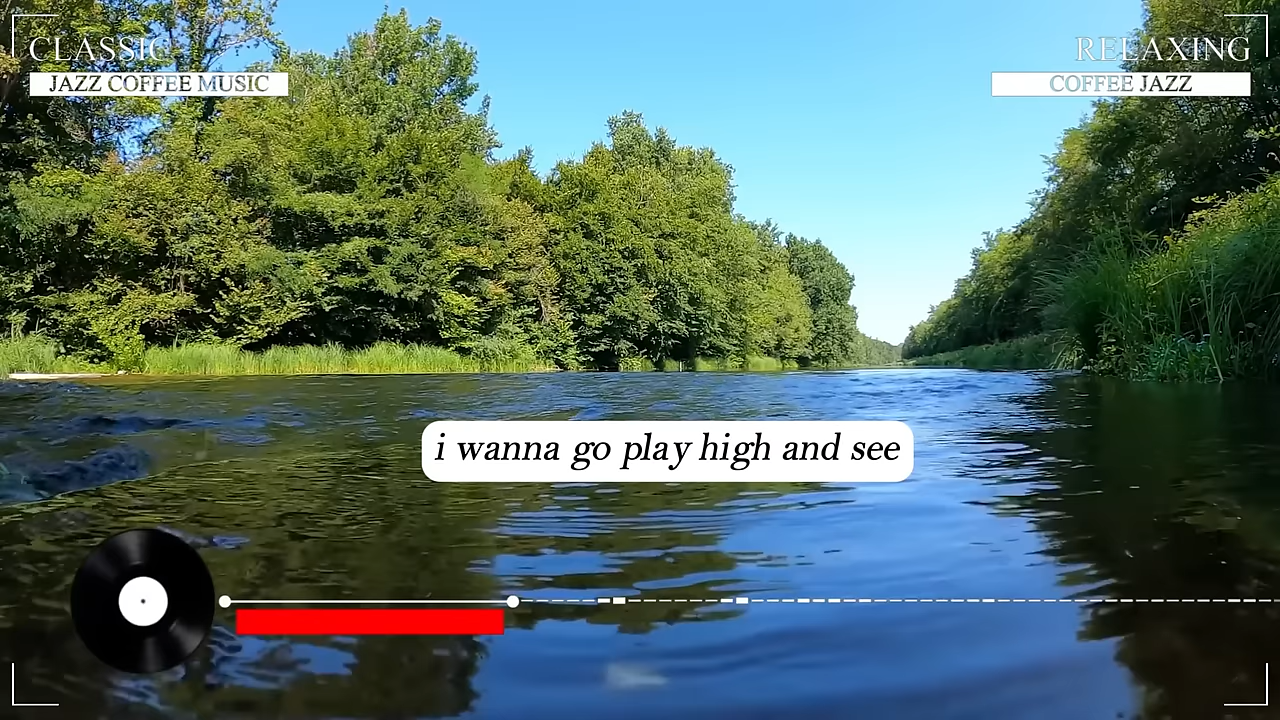 CLASSIC
JAZZ COFFEE MUSIC
RELAXING
COFFEE JAZZ
i wanna go play high and see